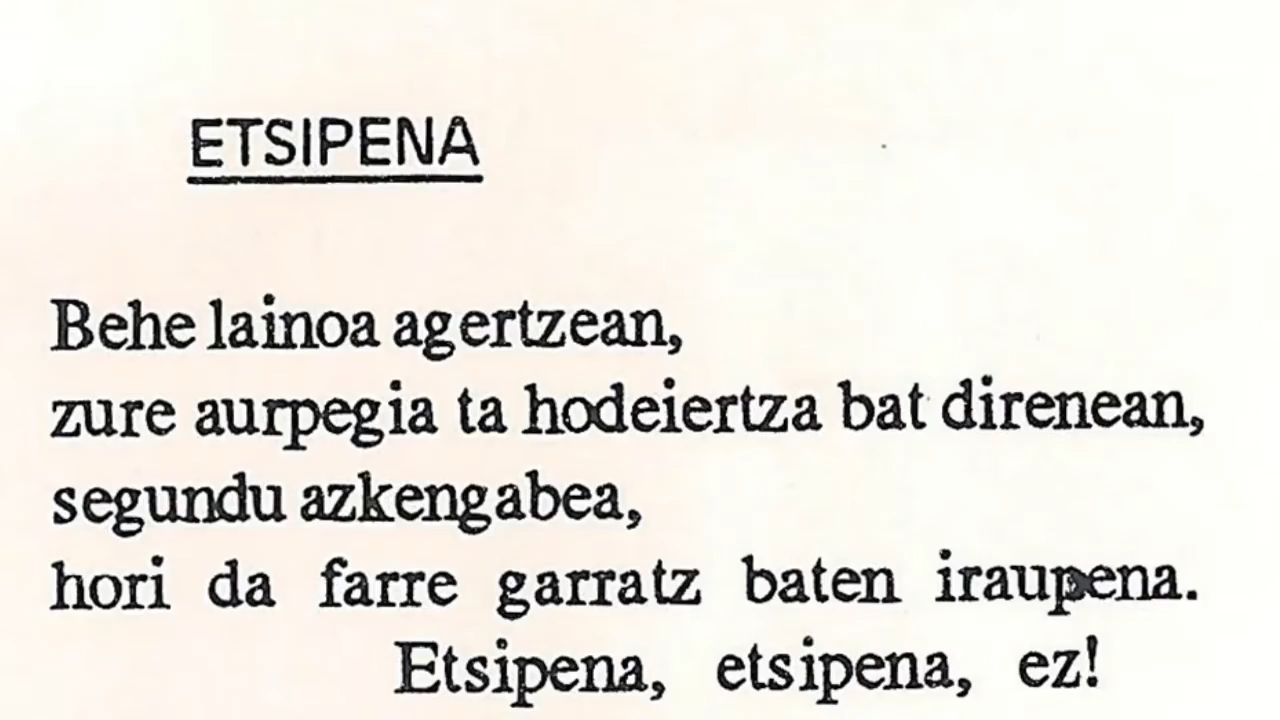 ETSIPENA
Behe lainoa agertzean,
zure aurpegia ta hodeiertza bat direnean,
segundu azkengabea,
hori da farre garratz baten iraupena.
Etsipena, etsipena, ez!